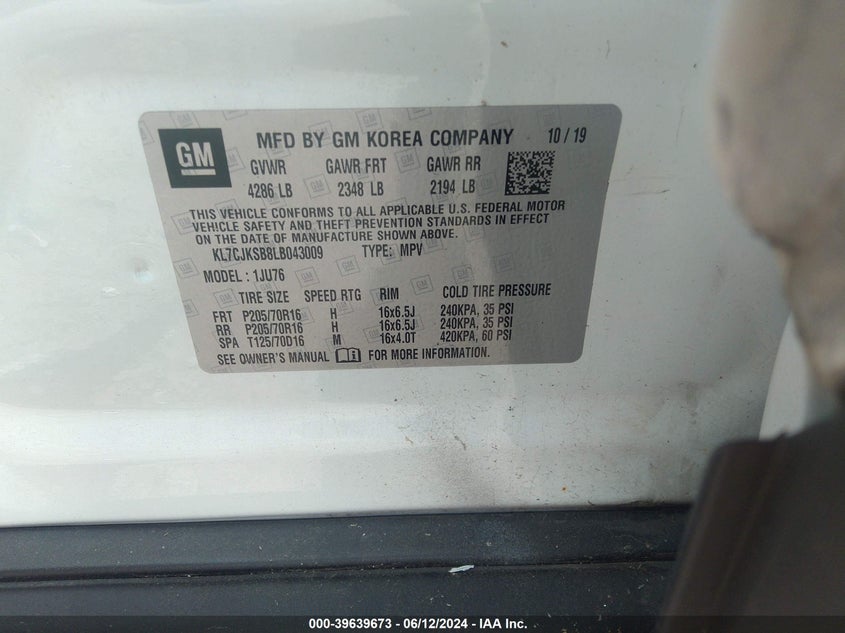 GM
MFD BY GM KOREA COMPANY 10 / 19
GVWR GAWR FRT GAWR RR
4286 LB 2348 LB 2194 LB
THIS VEHICLE CONFORMS TO ALL APPLICABLE U.S. FEDERAL MOTOR
VEHICLE SAFETY AND THEFT PREVENTION STANDARDS IN EFFECT
ON THE DATE OF MANUFACTURE SHOWN ABOVE.
KL7CJKSB8LB043009 TYPE: MPV
MODEL : 1JU76
TIRE SIZE SPEED RTG RIM COLD TIRE PRESSURE
FRT P205/70R16 H 16x6.5J 240KPA, 35 PSI
RR P205/70R16 H 16x6.5J 240KPA, 35 PSI
SPA T125/70D16 M 16x4.0T 420KPA, 60 PSI
SEE OWNER'S MANUAL FOR MORE INFORMATION.
000-39639673 - 06/12/2024 - IAA Inc.